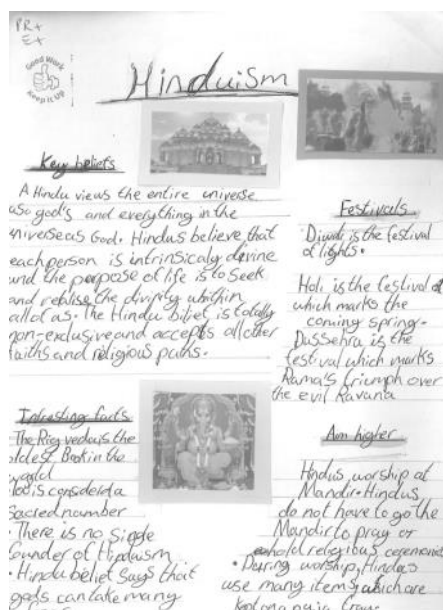 PR+
E+
Good Work
Keep it Up
Hinduism
Key beliefs
A Hindu views the entire universe
as god's and everything in the
universe as God. Hindus believe that
each person is intrinsicaly divine
and the purpose of life is to seek
and realise the divinity within
all of us. The Hindu bilief is totally
non-exclusive and accepts all other
faiths and religious paths.
Festivals
Diwali is the festival
of lights.
Holi is the festival of
which marks the
coming spring.
Dussehra is the
festival which marks
Rama's triumph over
the evil Ravana
Intresting facts
The Rig veda is the
oldest Book in the
world
is considerd a
sacred number
· There is no single
founder of Hinduism
· Hindu belief says that
gods can take many
Aim higher
Hindus worship at
Mandir. Hindus
do not have to go the
Mandir to pray or
hold religious ceremonies
· During worship, Hindus
use many items which are
kept on a